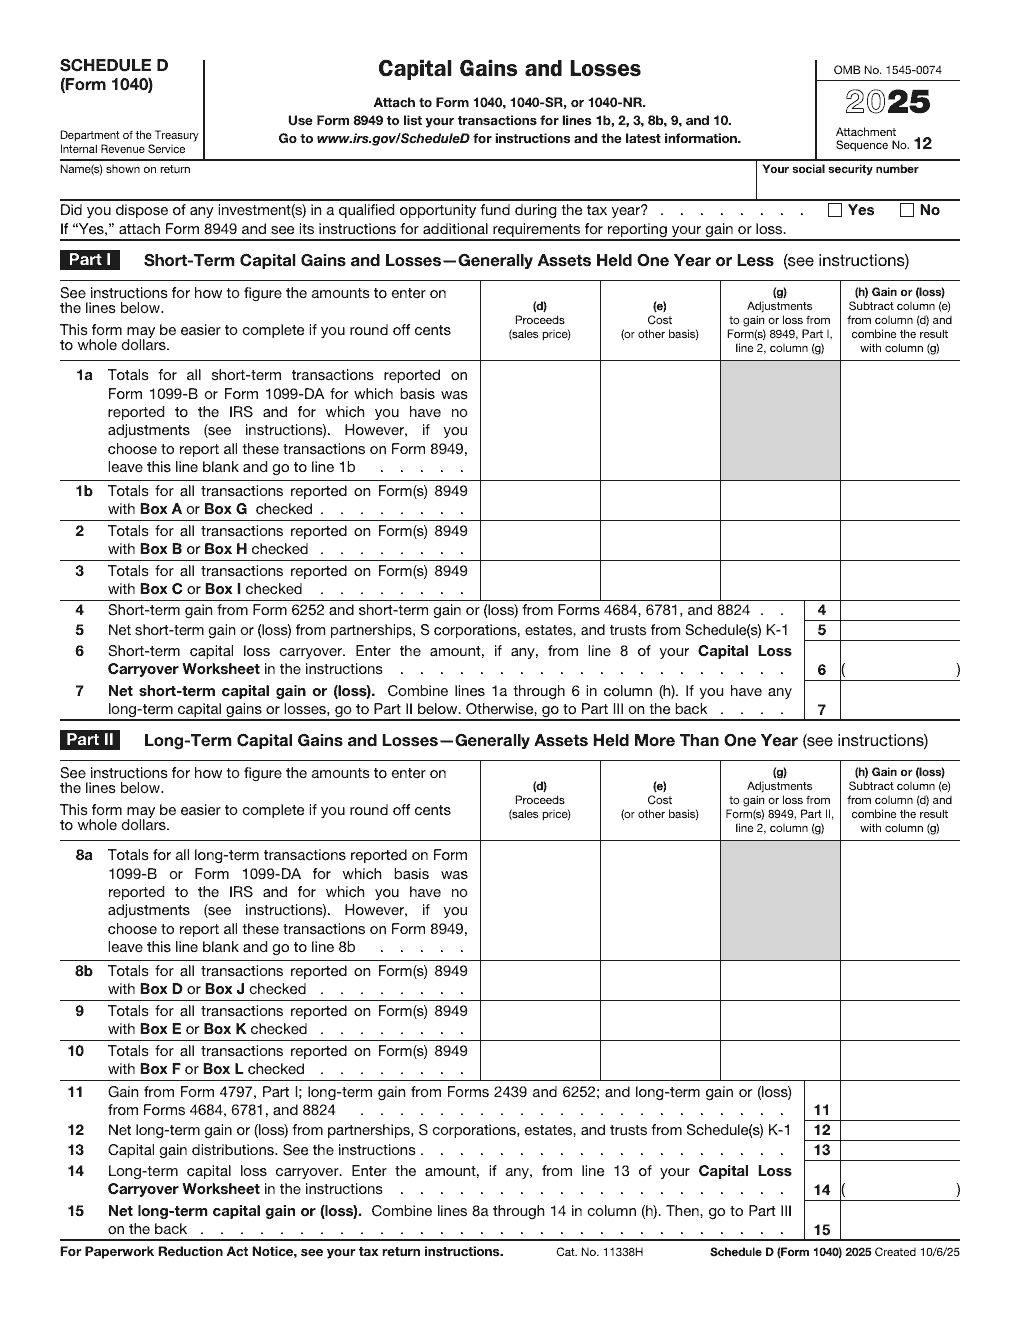 SCHEDULE D
(Form 1040)
Department of the Treasury
Internal Revenue Service
Capital Gains and Losses
Attach to Form 1040, 1040-SR, or 1040-NR.
Use Form 8949 to list your transactions for lines 1b, 2, 3, 8b, 9, and 10.
Go to www.irs.gov/ScheduleD for instructions and the latest information.
OMB No. 1545-0074
2025
Attachment
Sequence No. 12
Name(s) shown on return
Your social security number
Did you dispose of any investment(s) in a qualified opportunity fund during the tax year? . . . . . . . . Yes No
If “Yes,” attach Form 8949 and see its instructions for additional requirements for reporting your gain or loss.
Part I Short-Term Capital Gains and Losses—Generally Assets Held One Year or Less (see instructions)
See instructions for how to figure the amounts to enter on
the lines below.
This form may be easier to complete if you round off cents
to whole dollars.
(d)
Proceeds
(sales price)
(e)
Cost
(or other basis)
(g)
Adjustments
to gain or loss from
Form(s) 8949, Part I,
line 2, column (g)
(h) Gain or (loss)
Subtract column (e)
from column (d) and
combine the result
with column (g)
1a Totals for all short-term transactions reported on
Form 1099-B or Form 1099-DA for which basis was
reported to the IRS and for which you have no
adjustments (see instructions). However, if you
choose to report all these transactions on Form 8949,
leave this line blank and go to line 1b . . . . .
1b Totals for all transactions reported on Form(s) 8949
with Box A or Box G checked . . . . . . . .
2 Totals for all transactions reported on Form(s) 8949
with Box B or Box H checked . . . . . . . .
3 Totals for all transactions reported on Form(s) 8949
with Box C or Box I checked . . . . . . . .
4 Short-term gain from Form 6252 and short-term gain or (loss) from Forms 4684, 6781, and 8824 . . 4
5 Net short-term gain or (loss) from partnerships, S corporations, estates, and trusts from Schedule(s) K-1 5
6 Short-term capital loss carryover. Enter the amount, if any, from line 8 of your Capital Loss
Carryover Worksheet in the instructions . . . . . . . . . . . . . . . . . . . . . 6 ( )
7 Net short-term capital gain or (loss). Combine lines 1a through 6 in column (h). If you have any
long-term capital gains or losses, go to Part II below. Otherwise, go to Part III on the back . . . . 7
Part II Long-Term Capital Gains and Losses—Generally Assets Held More Than One Year (see instructions)
See instructions for how to figure the amounts to enter on
the lines below.
This form may be easier to complete if you round off cents
to whole dollars.
(d)
Proceeds
(sales price)
(e)
Cost
(or other basis)
(g)
Adjustments
to gain or loss from
Form(s) 8949, Part II,
line 2, column (g)
(h) Gain or (loss)
Subtract column (e)
from column (d) and
combine the result
with column (g)
8a Totals for all long-term transactions reported on Form
1099-B or Form 1099-DA for which basis was
reported to the IRS and for which you have no
adjustments (see instructions). However, if you
choose to report all these transactions on Form 8949,
leave this line blank and go to line 8b . . . . .
8b Totals for all transactions reported on Form(s) 8949
with Box D or Box J checked . . . . . . . .
9 Totals for all transactions reported on Form(s) 8949
with Box E or Box K checked . . . . . . . .
10 Totals for all transactions reported on Form(s) 8949
with Box F or Box L checked . . . . . . . .
11 Gain from Form 4797, Part I; long-term gain from Forms 2439 and 6252; and long-term gain or (loss)
from Forms 4684, 6781, and 8824 . . . . . . . . . . . . . . . . . . . . . . . 11
12 Net long-term gain or (loss) from partnerships, S corporations, estates, and trusts from Schedule(s) K-1 12
13 Capital gain distributions. See the instructions . . . . . . . . . . . . . . . . . . . . 13
14 Long-term capital loss carryover. Enter the amount, if any, from line 13 of your Capital Loss
Carryover Worksheet in the instructions . . . . . . . . . . . . . . . . . . . . . 14 ( )
15 Net long-term capital gain or (loss). Combine lines 8a through 14 in column (h). Then, go to Part III
on the back . . . . . . . . . . . . . . . . . . . . . . . . . . . . . . 15
For Paperwork Reduction Act Notice, see your tax return instructions. Cat. No. 11338H Schedule D (Form 1040) 2025 Created 10/6/25